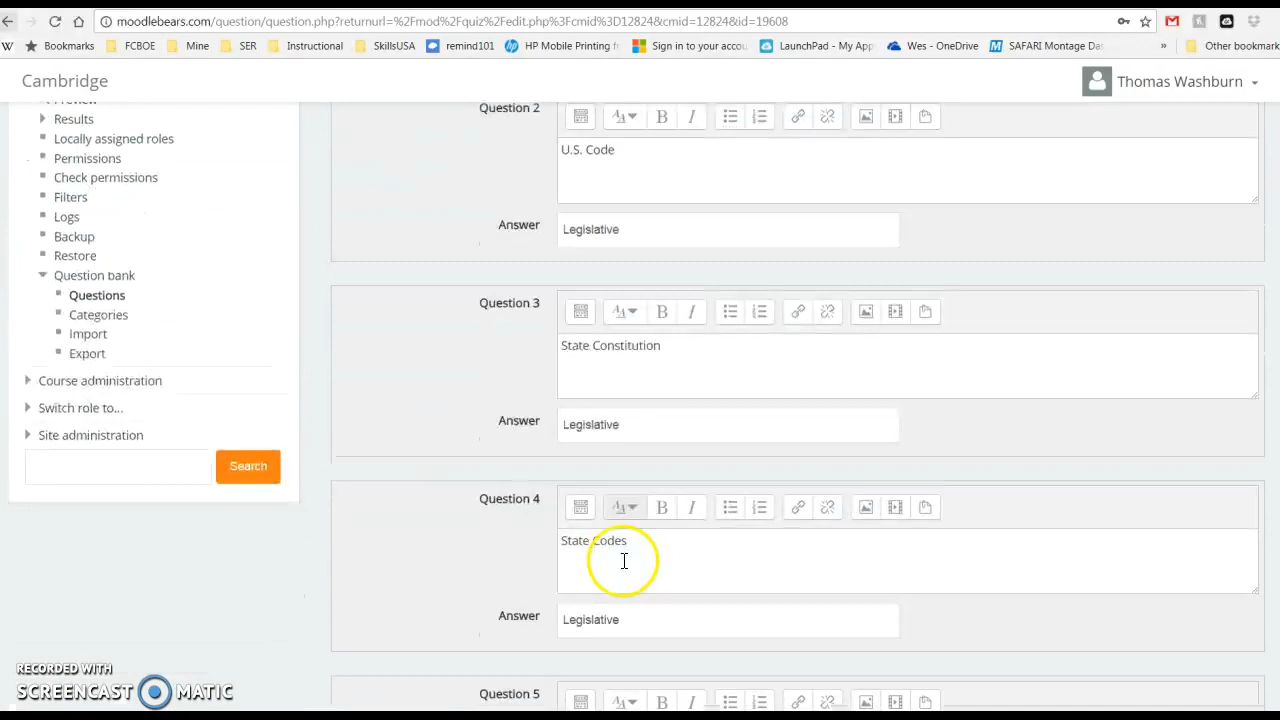 moodlebears.com/question/question.php?returnurl=%2Fmod%2Fquiz%2Fedit.php%3Fcmid%3D12824&cmid=12824&id=19608
W Bookmarks FCBOE Mine SER Instructional SkillsUSA remind101 HP Mobile Printing f Sign in to your accou LaunchPad - My App Wes - OneDrive SAFARI Montage Das » Other bookmark
Cambridge
Thomas Washburn
Preview
Results
Locally assigned roles
Permissions
Check permissions
Filters
Logs
Backup
Restore
Question bank
Questions
Categories
Import
Export
Course administration
Switch role to...
Site administration
Search
Question 2
U.S. Code
Answer
Legislative
Question 3
State Constitution
Answer
Legislative
Question 4
State Codes
Answer
Legislative
Question 5
RECORDED WITH
SCREENCAST MATIC